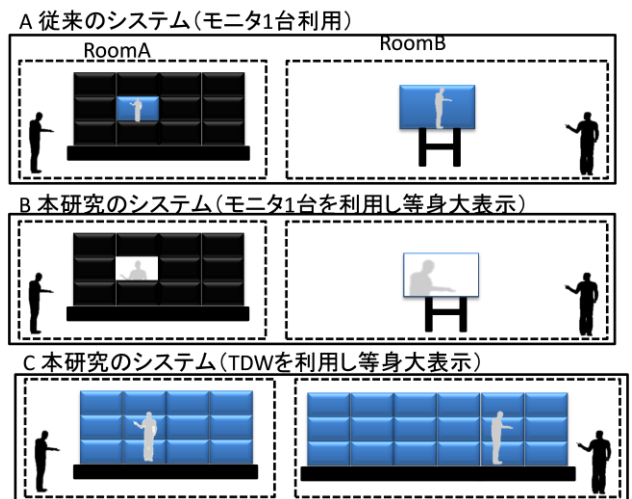 A 従来のシステム(モニタ1台利用)
RoomA
RoomB
B 本研究のシステム(モニタ1台を利用し等身大表示)
C 本研究のシステム(TDWを利用し等身大表示)